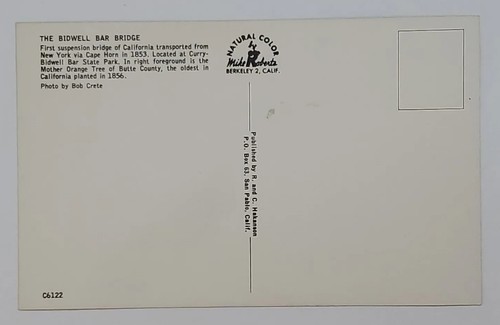 THE BIDWELL BAR BRIDGE
First suspension bridge of California transported from
New York via Cape Horn in 1853. Located at Curry-
Bidwell Bar State Park. In right foreground is the
Mother Orange Tree of Butte County, the oldest in
California planted in 1856.
Photo by Bob Crete
NATURAL COLOR
by
Mike Roberts
BERKELEY 2, CALIF.
Published by R. and C. Hakanson
P.O. Box 63, San Pablo, Calif.
C6122